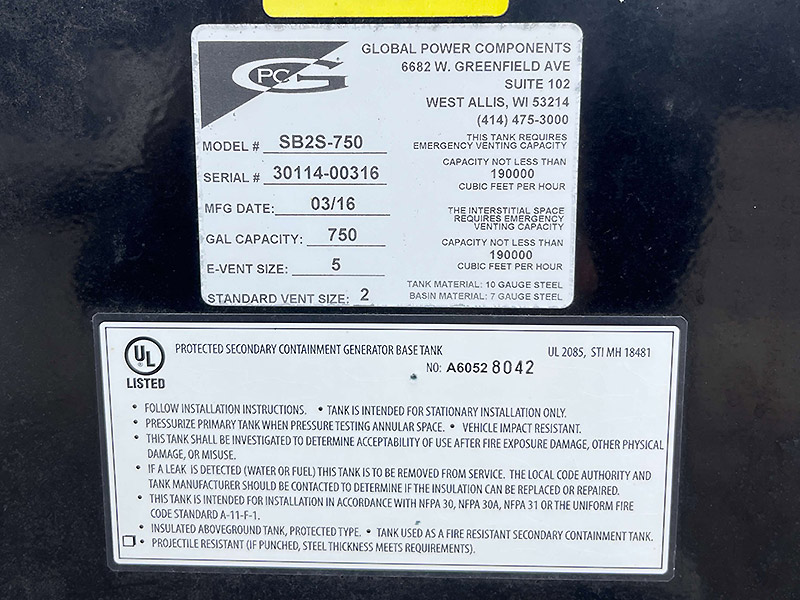 GPC
GLOBAL POWER COMPONENTS
6682 W. GREENFIELD AVE
SUITE 102
WEST ALLIS, WI 53214
(414) 475-3000
MODEL # SB2S-750
SERIAL # 30114-00316
MFG DATE: 03/16
GAL CAPACITY: 750
E-VENT SIZE: 5
STANDARD VENT SIZE: 2
THIS TANK REQUIRES
EMERGENCY VENTING CAPACITY
CAPACITY NOT LESS THAN
190000
CUBIC FEET PER HOUR
THE INTERSTITIAL SPACE
REQUIRES EMERGENCY
VENTING CAPACITY
CAPACITY NOT LESS THAN
190000
CUBIC FEET PER HOUR
TANK MATERIAL: 10 GAUGE STEEL
BASIN MATERIAL: 7 GAUGE STEEL
UL
LISTED
PROTECTED SECONDARY CONTAINMENT GENERATOR BASE TANK
UL 2085, STI MH 18481
NO: A6052 8042
• FOLLOW INSTALLATION INSTRUCTIONS. • TANK IS INTENDED FOR STATIONARY INSTALLATION ONLY.
• PRESSURIZE PRIMARY TANK WHEN PRESSURE TESTING ANNULAR SPACE. • VEHICLE IMPACT RESISTANT.
• THIS TANK SHALL BE INVESTIGATED TO DETERMINE ACCEPTABILITY OF USE AFTER FIRE EXPOSURE DAMAGE, OTHER PHYSICAL
DAMAGE, OR MISUSE.
• IF A LEAK IS DETECTED (WATER OR FUEL) THIS TANK IS TO BE REMOVED FROM SERVICE. THE LOCAL CODE AUTHORITY AND
TANK MANUFACTURER SHOULD BE CONTACTED TO DETERMINE IF THE INSULATION CAN BE REPLACED OR REPAIRED.
• THIS TANK IS INTENDED FOR INSTALLATION IN ACCORDANCE WITH NFPA 30, NFPA 30A, NFPA 31 OR THE UNIFORM FIRE
CODE STANDARD A-11-F-1.
• INSULATED ABOVEGROUND TANK, PROTECTED TYPE. • TANK USED AS A FIRE RESISTANT SECONDARY CONTAINMENT TANK.
• PROJECTILE RESISTANT (IF PUNCHED, STEEL THICKNESS MEETS REQUIREMENTS).